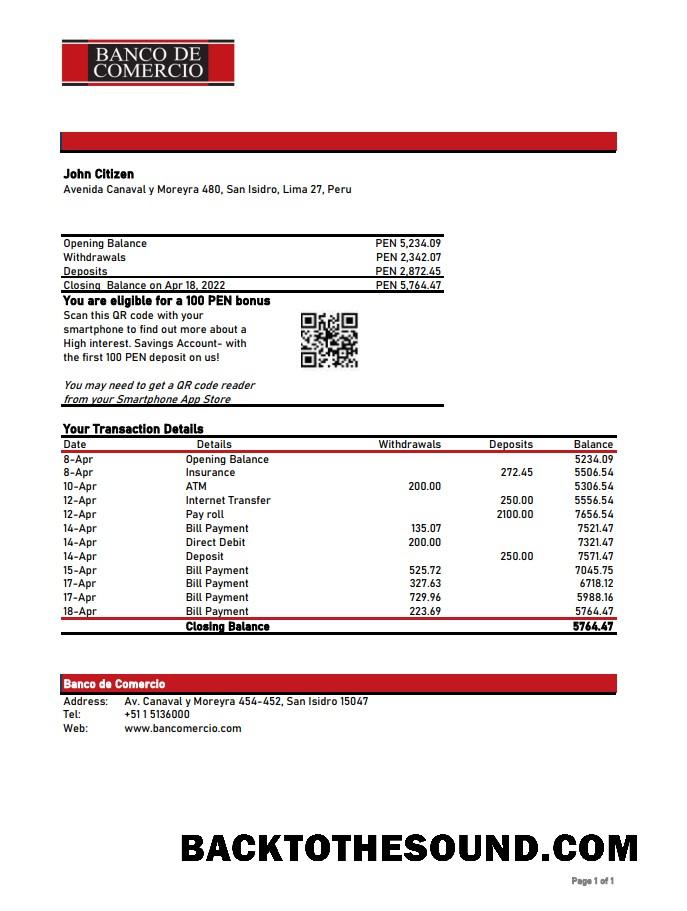 BANCO DE
COMERCIO
John Citizen
Avenida Canaval y Moreyra 480, San Isidro, Lima 27, Peru
Opening Balance PEN 5,234.09
Withdrawals PEN 2,342.07
Deposits PEN 2,872.45
Closing Balance on Apr 18, 2022 PEN 5,764.47
You are eligible for a 100 PEN bonus
Scan this QR code with your
smartphone to find out more about a
High interest. Savings Account- with
the first 100 PEN deposit on us!
You may need to get a QR code reader
from your Smartphone App Store
Your Transaction Details
Date Details Withdrawals Deposits Balance
8-Apr Opening Balance 5234.09
8-Apr Insurance 272.45 5506.54
10-Apr ATM 200.00 5306.54
12-Apr Internet Transfer 250.00 5556.54
12-Apr Pay roll 2100.00 7656.54
14-Apr Bill Payment 135.07 7521.47
14-Apr Direct Debit 200.00 7321.47
14-Apr Deposit 250.00 7571.47
15-Apr Bill Payment 525.72 7045.75
17-Apr Bill Payment 327.63 6718.12
17-Apr Bill Payment 729.96 5988.16
18-Apr Bill Payment 223.69 5764.47
Closing Balance 5764.47
Banco de Comercio
Address: Av. Canaval y Moreyra 454-452, San Isidro 15047
Tel: +51 1 5136000
Web: www.bancomercio.com
BACKTOTHESOUND.COM
Page 1 of 1